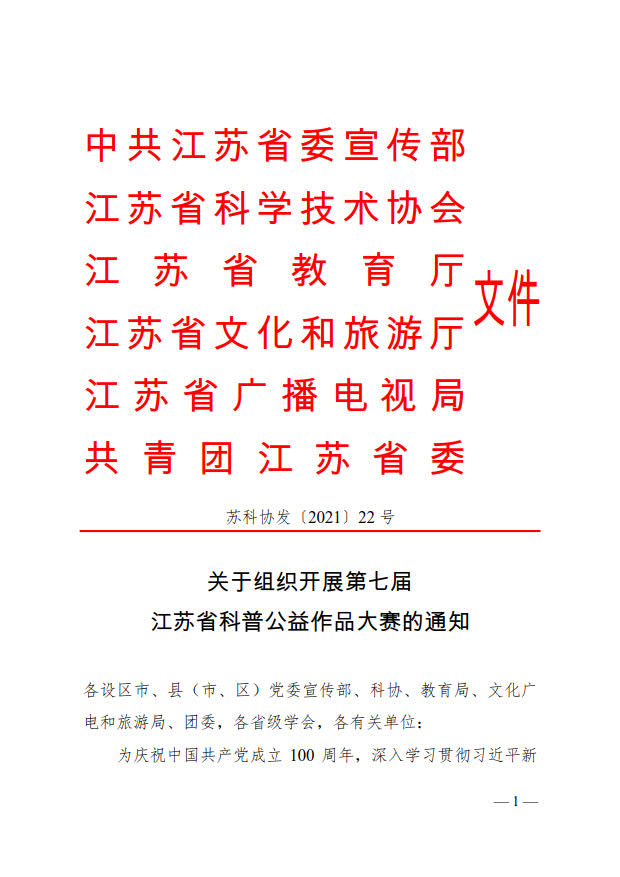 中共江苏省委宣传部
江苏省科学技术协会
江苏省教育厅
江苏省文化和旅游厅
江苏省广播电视局
共青团江苏省委
文件
苏科协发〔2021〕22 号
关于组织开展第七届
江苏省科普公益作品大赛的通知
各设区市、县（市、区）党委宣传部、科协、教育局、文化广
电和旅游局、团委，各省级学会，各有关单位：
为庆祝中国共产党成立 100 周年，深入学习贯彻习近平新
— 1 —